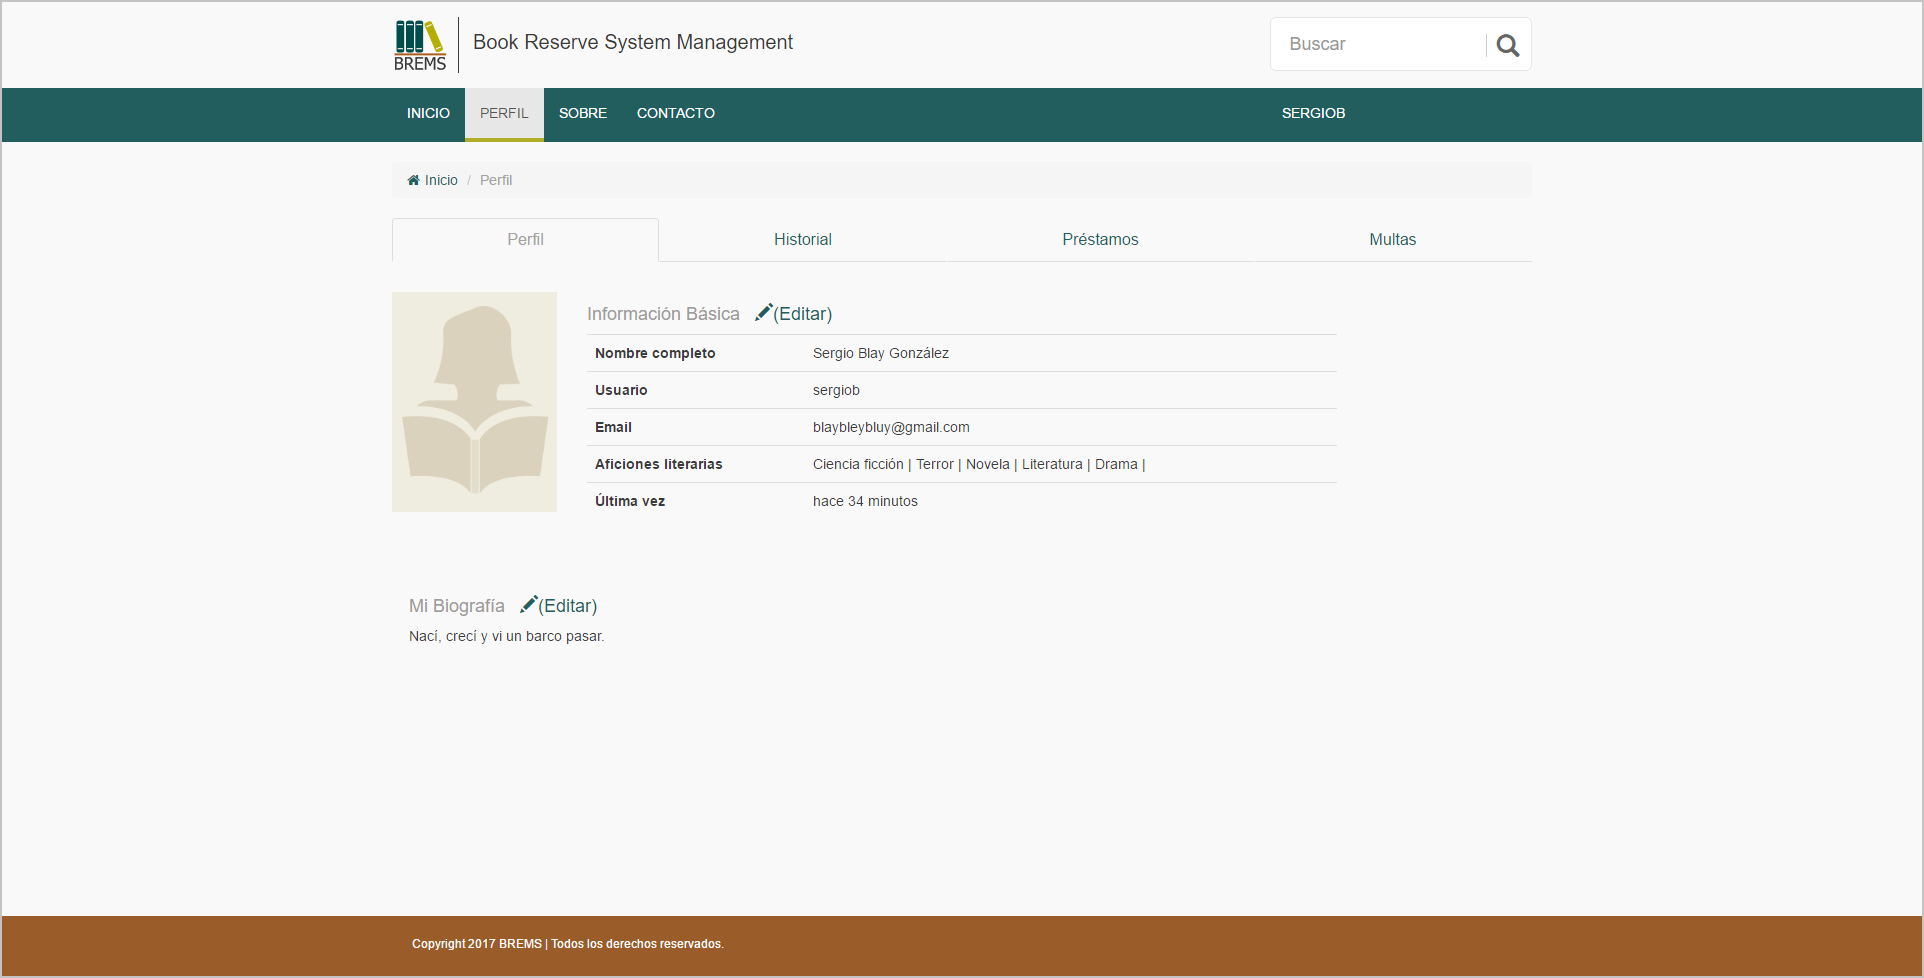 BREMS
Book Reserve System Management
Buscar
INICIO PERFIL SOBRE CONTACTO SERGIOB
Inicio / Perfil
Perfil Historial Préstamos Multas
Información Básica (Editar)
Nombre completo Sergio Blay González
Usuario sergiob
Email blaybleybluy@gmail.com
Aficiones literarias Ciencia ficción | Terror | Novela | Literatura | Drama |
Última vez hace 34 minutos
Mi Biografía (Editar)
Nací, crecí y vi un barco pasar.
Copyright 2017 BREMS | Todos los derechos reservados.